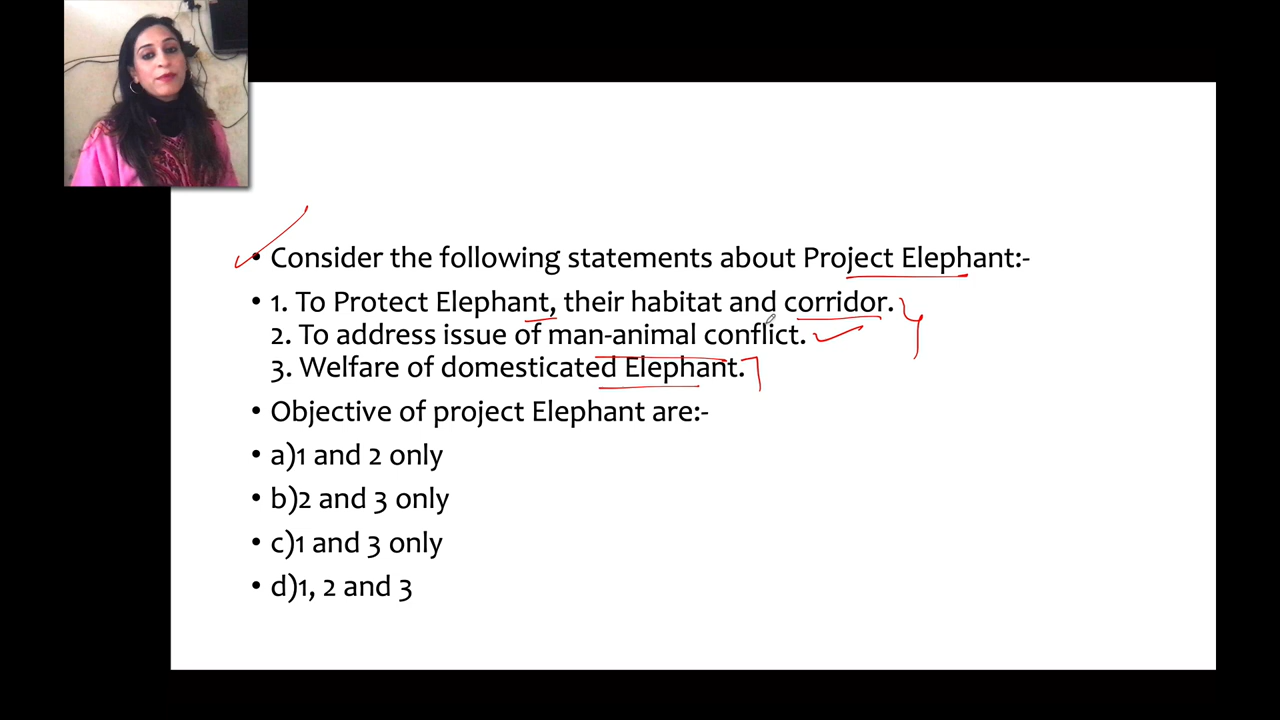 • Consider the following statements about Project Elephant:-
• 1. To Protect Elephant, their habitat and corridor.
2. To address issue of man-animal conflict.
3. Welfare of domesticated Elephant.
• Objective of project Elephant are:-
• a)1 and 2 only
• b)2 and 3 only
• c)1 and 3 only
• d)1, 2 and 3